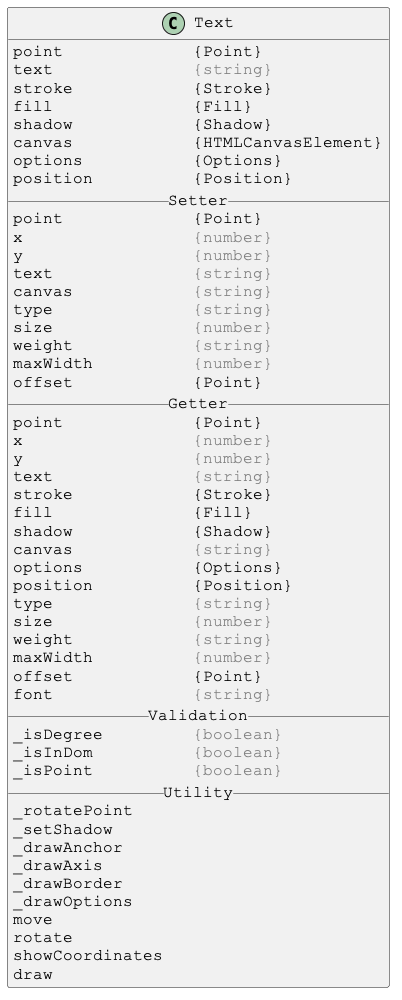 C Text
point {Point}
text {string}
stroke {Stroke}
fill {Fill}
shadow {Shadow}
canvas {HTMLCanvasElement}
options {Options}
position {Position}
Setter
point {Point}
x {number}
y {number}
text {string}
canvas {string}
type {string}
size {number}
weight {string}
maxWidth {number}
offset {Point}
Getter
point {Point}
x {number}
y {number}
text {string}
stroke {Stroke}
fill {Fill}
shadow {Shadow}
canvas {string}
options {Options}
position {Position}
type {string}
size {number}
weight {string}
maxWidth {number}
offset {Point}
font {string}
Validation
_isDegree {boolean}
_isInDom {boolean}
_isPoint {boolean}
Utility
_rotatePoint
_setShadow
_drawAnchor
_drawAxis
_drawBorder
_drawOptions
move
rotate
showCoordinates
draw